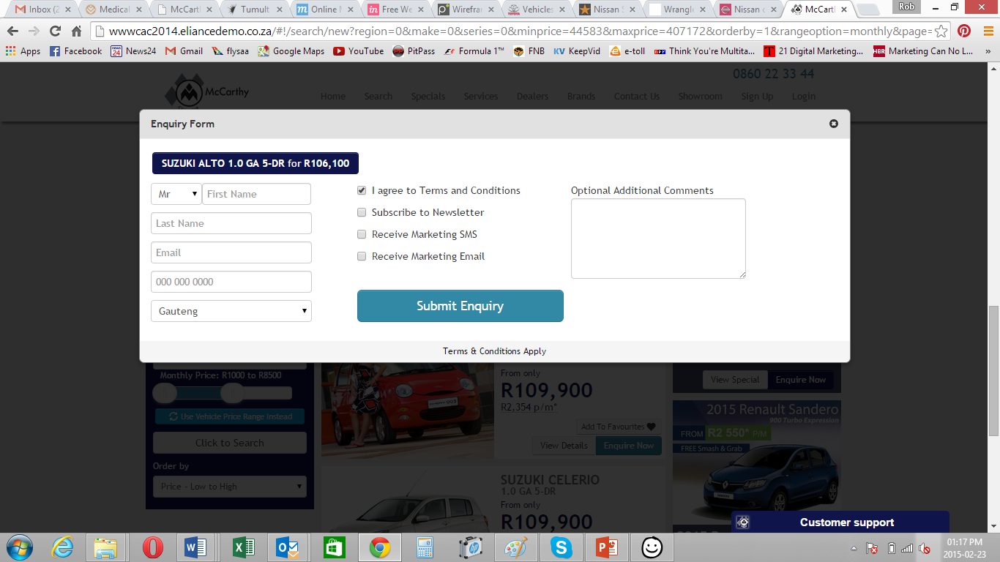 Inbox (2
Medical
McCarth
Tumult
Online M
Free We
Wirefran
Vehicles
Nissan S
Wrangle
Nissan c
McCart
Rob
wwwcac2014.eliancedemo.co.za/#!/search/new?region=0&make=0&series=0&minprice=44583&maxprice=407172&orderby=1&rangeoption=monthly&page=
Apps
Facebook
News24
Gmail
flysaa
Google Maps
YouTube
PitPass
Formula 1™
FNB
KeepVid
e-toll
Think You're Multita...
21 Digital Marketing...
Marketing Can No L...
»
0860 22 33 44
McCarthy
Home
Search
Specials
Services
Dealers
Brands
Contact Us
Showroom
Sign Up
Login
Enquiry Form
SUZUKI ALTO 1.0 GA 5-DR for R106,100
Mr
First Name
Last Name
Email
000 000 0000
Gauteng
I agree to Terms and Conditions
Subscribe to Newsletter
Receive Marketing SMS
Receive Marketing Email
Optional Additional Comments
Submit Enquiry
Terms & Conditions Apply
Monthly Price: R1000 to R8500
Use Vehicle Price Range Instead
Click to Search
Order by
Price - Low to High
From only
R109,900
R2,354 p/m*
Add To Favourites
View Details
Enquire Now
SUZUKI CELERIO
1.0 GA 5-DR
From only
R109,900
View Special
Enquire Now
2015 Renault Sandero
900 Turbo Expression
FROM R2 550* P/M
FREE Smash & Grab
Customer support
01:17 PM
2015-02-23